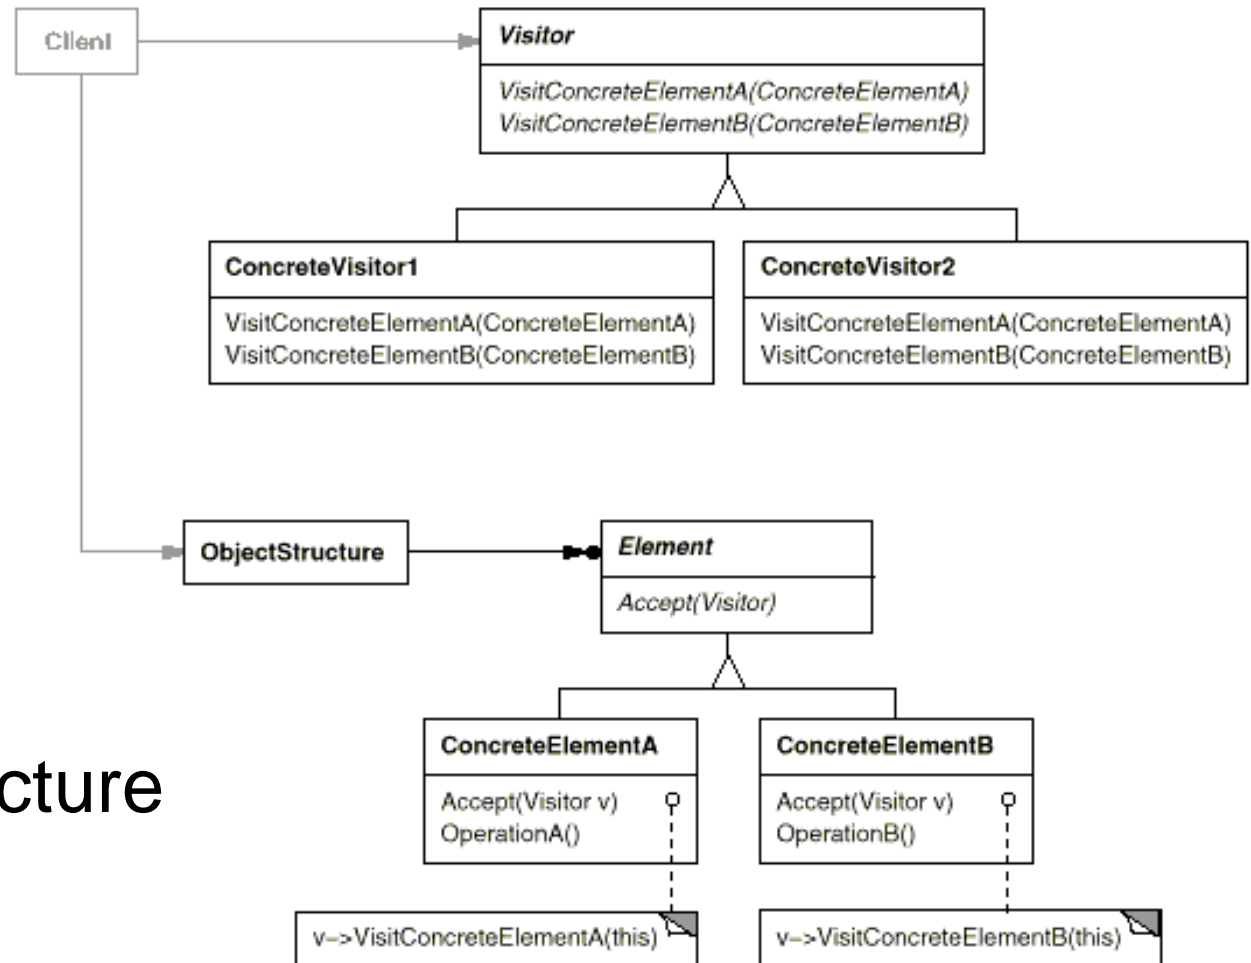 Client
Visitor
VisitConcreteElementA(ConcreteElementA)
VisitConcreteElementB(ConcreteElementB)
ConcreteVisitor1
VisitConcreteElementA(ConcreteElementA)
VisitConcreteElementB(ConcreteElementB)
ConcreteVisitor2
VisitConcreteElementA(ConcreteElementA)
VisitConcreteElementB(ConcreteElementB)
ObjectStructure
Element
Accept(Visitor)
cture
ConcreteElementA
Accept(Visitor v)
OperationA()
ConcreteElementB
Accept(Visitor v)
OperationB()
v->VisitConcreteElementA(this)
v->VisitConcreteElementB(this)